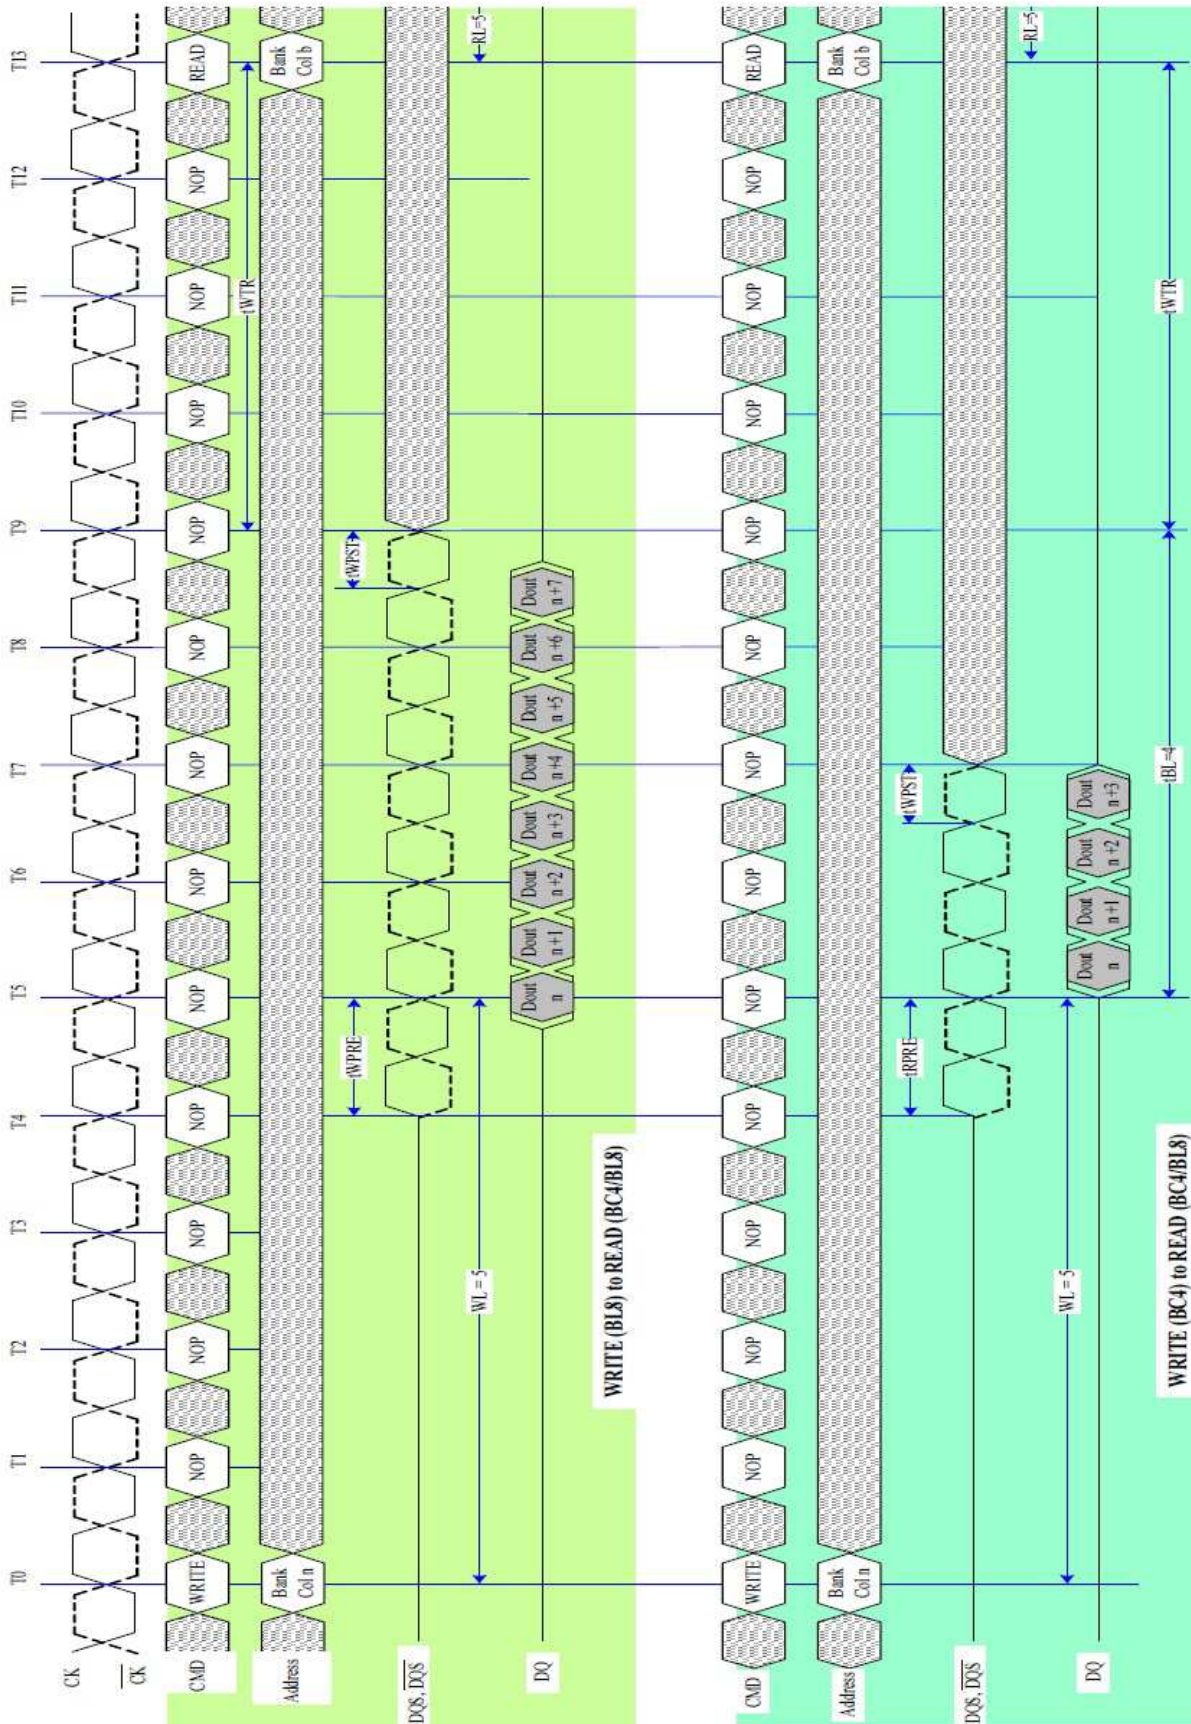 T0 T1 T2 T3 T4 T5 T6 T7 T8 T9 T10 T11 T12 T13
CK
CK
CMD WRITE NOP NOP NOP NOP NOP NOP NOP NOP NOP NOP NOP NOP READ
tWTR
Address Bank Col n Bank Col b
tWPRE tWPST
DQS, DQS
WL = 5 RL=5
DQ Dout n Dout n+1 Dout n+2 Dout n+3 Dout n+4 Dout n+5 Dout n+6 Dout n+7
WRITE (BL8) to READ (BC4/BL8)
CMD WRITE NOP NOP NOP NOP NOP NOP NOP NOP NOP NOP NOP NOP READ
Address Bank Col n Bank Col b
tRPRE tWPST
DQS, DQS
WL = 5 RL=5
DQ Dout n Dout n+1 Dout n+2 Dout n+3
tBL=4 tWTR
WRITE (BC4) to READ (BC4/BL8)